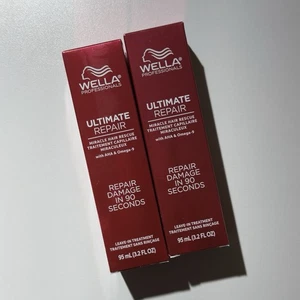 WELLA
PROFESSIONALS
ULTIMATE
REPAIR
MIRACLE HAIR RESCUE
TRAITEMENT CAPILLAIRE
MIRACULEUX
with AHA & Omega-9
REPAIR
DAMAGE
IN 90
SECONDS
LEAVE-IN TREATMENT
TRAITEMENT SANS RINÇAGE
95 mL (3.2 FL.OZ)
WELLA
PROFESSIONALS
ULTIMATE
REPAIR
MIRACLE HAIR RESCUE
TRAITEMENT CAPILLAIRE
MIRACULEUX
with AHA & Omega-9
REPAIR
DAMAGE
IN 90
SECONDS
LEAVE-IN TREATMENT
TRAITEMENT SANS RINÇAGE
95 mL (3.2 FL.OZ)